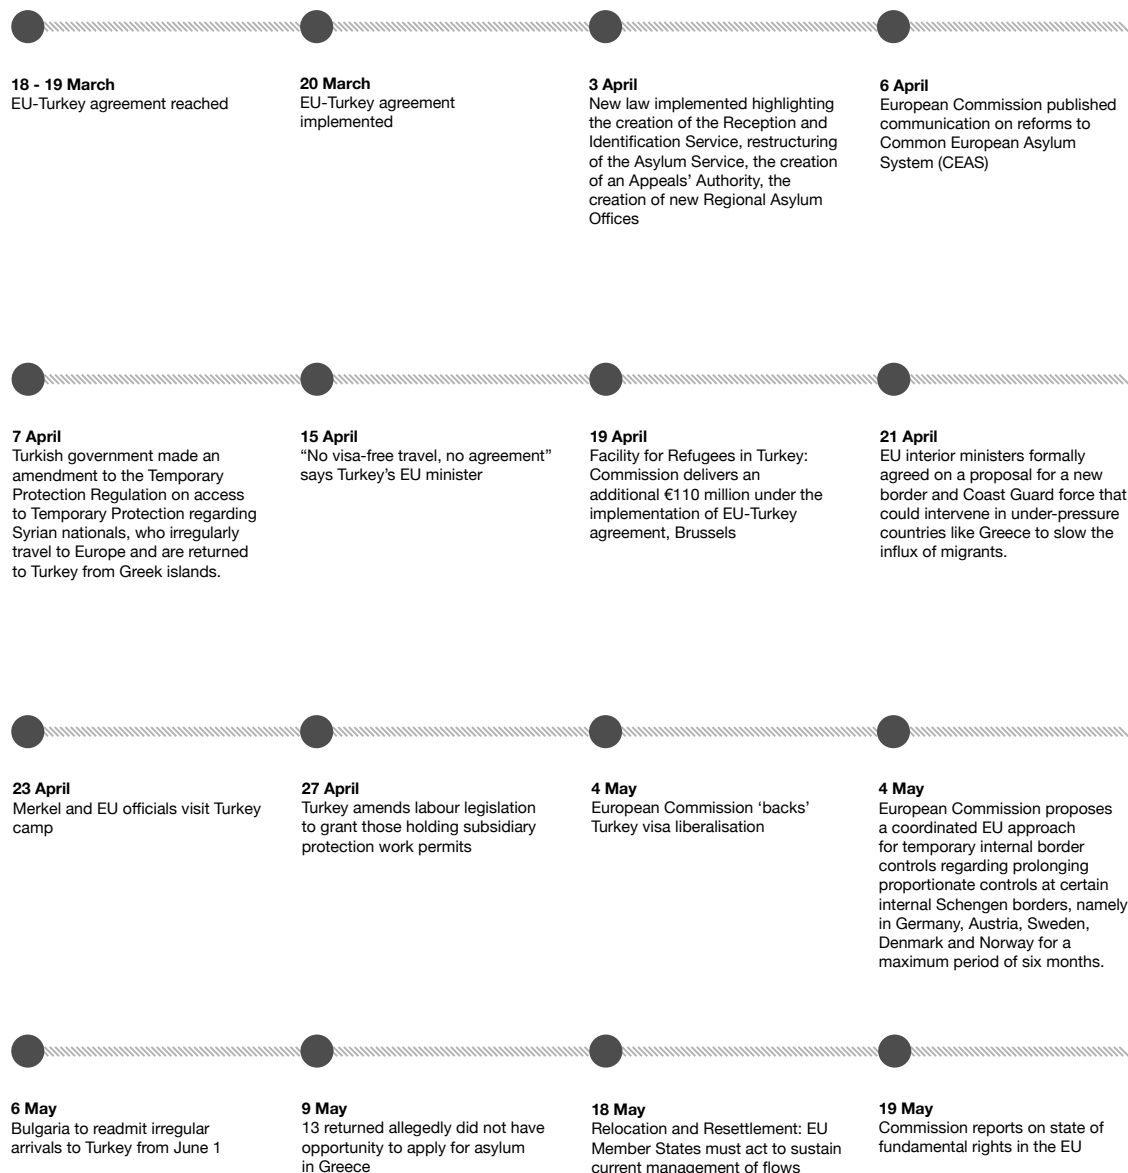 18 - 19 March
EU-Turkey agreement reached
20 March
EU-Turkey agreement
implemented
3 April
New law implemented highlighting
the creation of the Reception and
Identification Service, restructuring
of the Asylum Service, the creation
of an Appeals’ Authority, the
creation of new Regional Asylum
Offices
6 April
European Commission published
communication on reforms to
Common European Asylum
System (CEAS)
7 April
Turkish government made an
amendment to the Temporary
Protection Regulation on access
to Temporary Protection regarding
Syrian nationals, who irregularly
travel to Europe and are returned
to Turkey from Greek islands.
15 April
“No visa-free travel, no agreement”
says Turkey’s EU minister
19 April
Facility for Refugees in Turkey:
Commission delivers an
additional €110 million under the
implementation of EU-Turkey
agreement, Brussels
21 April
EU interior ministers formally
agreed on a proposal for a new
border and Coast Guard force that
could intervene in under-pressure
countries like Greece to slow the
influx of migrants.
23 April
Merkel and EU officials visit Turkey
camp
27 April
Turkey amends labour legislation
to grant those holding subsidiary
protection work permits
4 May
European Commission ‘backs’
Turkey visa liberalisation
4 May
European Commission proposes
a coordinated EU approach
for temporary internal border
controls regarding prolonging
proportionate controls at certain
internal Schengen borders, namely
in Germany, Austria, Sweden,
Denmark and Norway for a
maximum period of six months.
6 May
Bulgaria to readmit irregular
arrivals to Turkey from June 1
9 May
13 returned allegedly did not have
opportunity to apply for asylum
in Greece
18 May
Relocation and Resettlement: EU
Member States must act to sustain
current management of flows
19 May
Commission reports on state of
fundamental rights in the EU